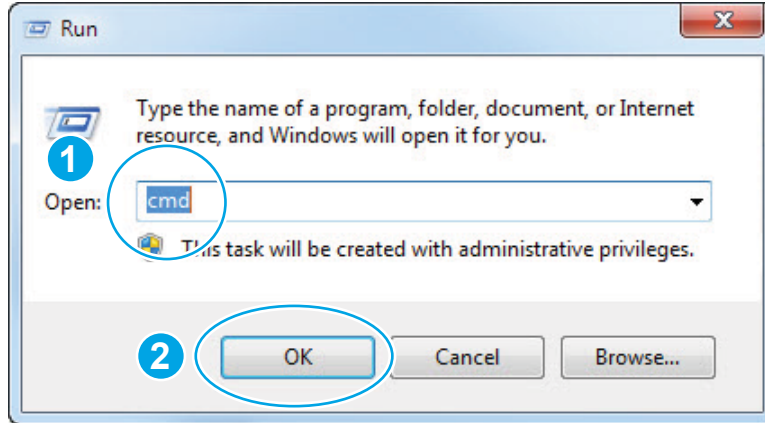 Run
Type the name of a program, folder, document, or Internet
resource, and Windows will open it for you.
1
Open: cmd
This task will be created with administrative privileges.
2
OK Cancel Browse...